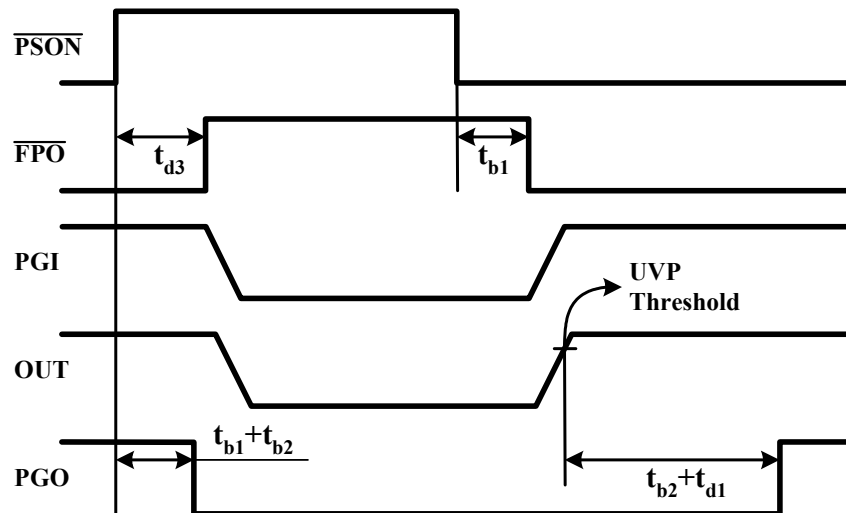 PSON
FPO
t_d3
t_b1
PGI
UVP
Threshold
OUT
t_b1+t_b2
PGO
t_b2+t_d1